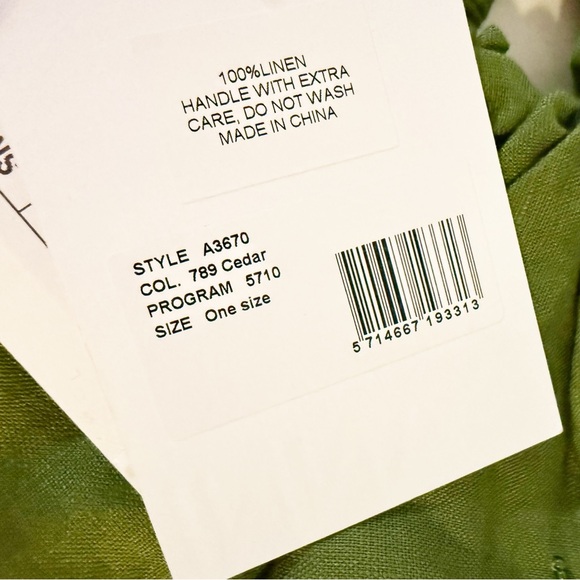 100%LINEN
HANDLE WITH EXTRA
CARE, DO NOT WASH
MADE IN CHINA
STYLE A3670
COL. 789 Cedar
PROGRAM 5710
SIZE One size
5 714667 193313